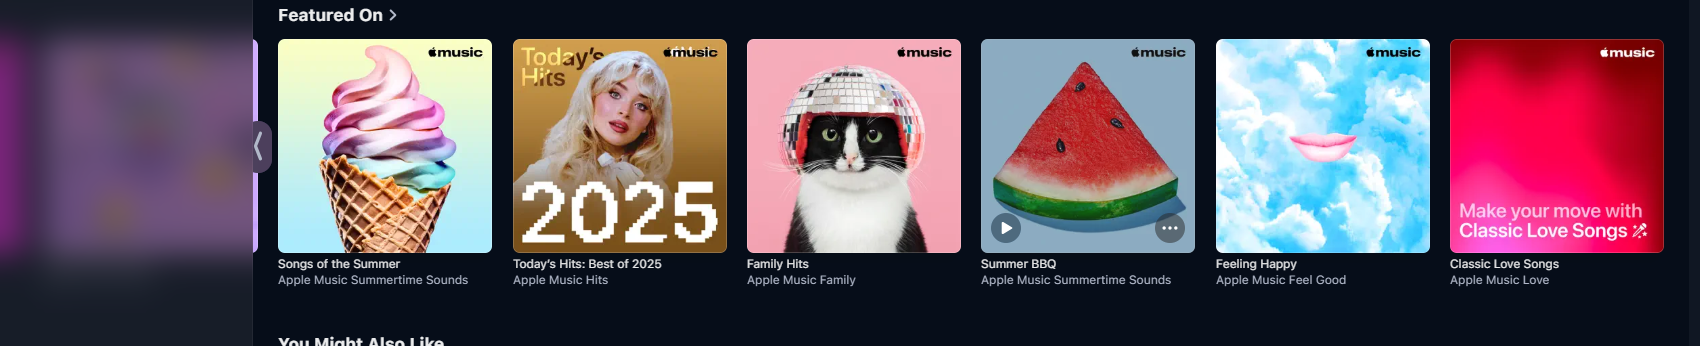 Featured On
music
Today's
Hits
music
2025
music
music
music
music
Make your move with
Classic Love Songs
Songs of the Summer
Apple Music Summertime Sounds
Today's Hits: Best of 2025
Apple Music Hits
Family Hits
Apple Music Family
Summer BBQ
Apple Music Summertime Sounds
Feeling Happy
Apple Music Feel Good
Classic Love Songs
Apple Music Love
You Might Also Like